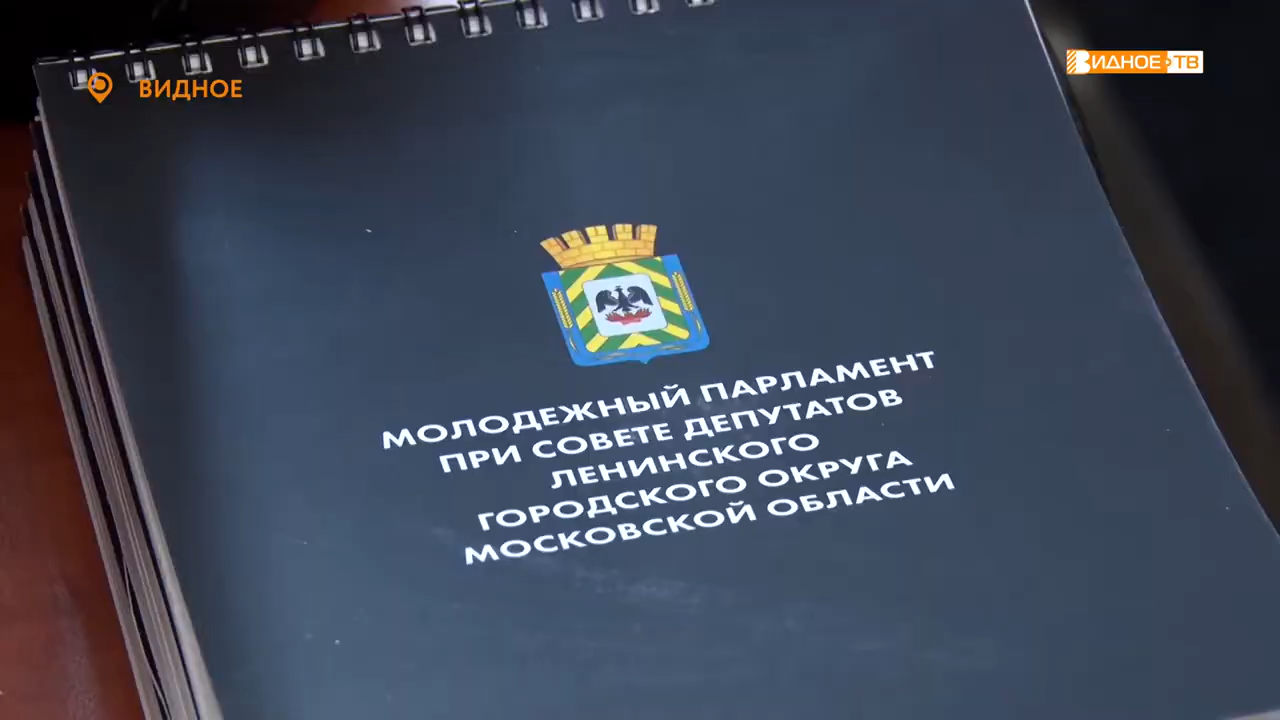 ВИДНОЕ
ВИДНОЕ ТВ
МОЛОДЕЖНЫЙ ПАРЛАМЕНТ
ПРИ СОВЕТЕ ДЕПУТАТОВ
ЛЕНИНСКОГО
ГОРОДСКОГО ОКРУГА
МОСКОВСКОЙ ОБЛАСТИ